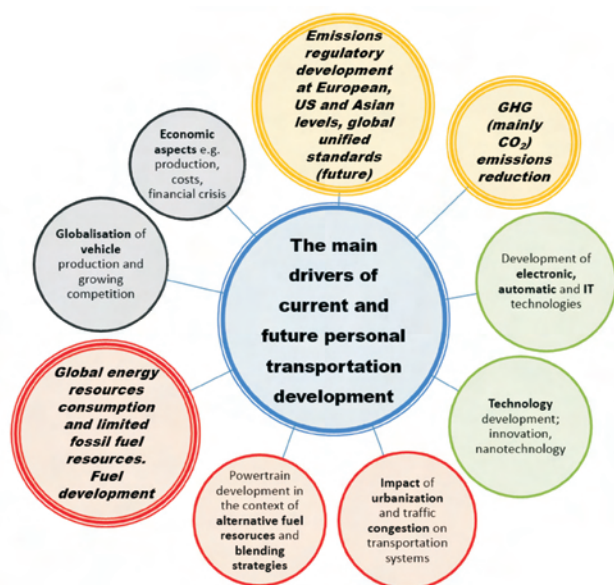 Emissions
regulatory
development
at European,
US and Asian
levels, global
unified
standards
(future)
GHG
(mainly
CO₂)
emissions
reduction
Development of
electronic,
automatic and IT
technologies
Technology
development;
innovation,
nanotechnology
Impact of
urbanization
and traffic
congestion on
transportation
systems
Powertrain
development in
the context of
alternative fuel
resoruces and
blending
strategies
Global energy
resources
consumption
and limited
fossil fuel
resources.
Fuel
development
Globalisation of
vehicle
production and
growing
competition
Economic
aspects e.g.
production,
costs,
financial crisis
The main
drivers of
current and
future personal
transportation
development